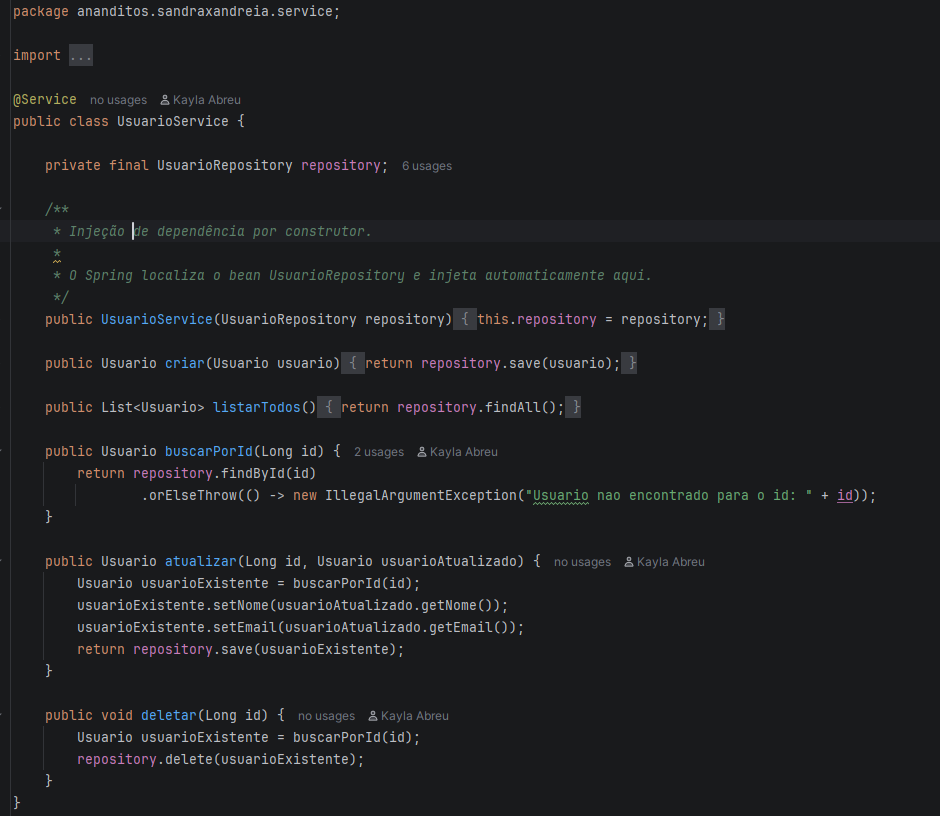 package ananditos.sandraxandreia.service;
import ...
@Service no usages Kayla Abreu
public class UsuarioService {
private final UsuarioRepository repository; 6 usages
/**
* Injeção de dependência por construtor.
*
* O Spring localiza o bean UsuarioRepository e injeta automaticamente aqui.
*/
public UsuarioService(UsuarioRepository repository) { this.repository = repository; }
public Usuario criar(Usuario usuario) { return repository.save(usuario); }
public List<Usuario> listarTodos() { return repository.findAll(); }
public Usuario buscarPorId(Long id) { 2 usages Kayla Abreu
return repository.findById(id)
.orElseThrow(() -> new IllegalArgumentException("Usuario nao encontrado para o id: " + id));
}
public Usuario atualizar(Long id, Usuario usuarioAtualizado) { no usages Kayla Abreu
Usuario usuarioExistente = buscarPorId(id);
usuarioExistente.setNome(usuarioAtualizado.getNome());
usuarioExistente.setEmail(usuarioAtualizado.getEmail());
return repository.save(usuarioExistente);
}
public void deletar(Long id) { no usages Kayla Abreu
Usuario usuarioExistente = buscarPorId(id);
repository.delete(usuarioExistente);
}
}